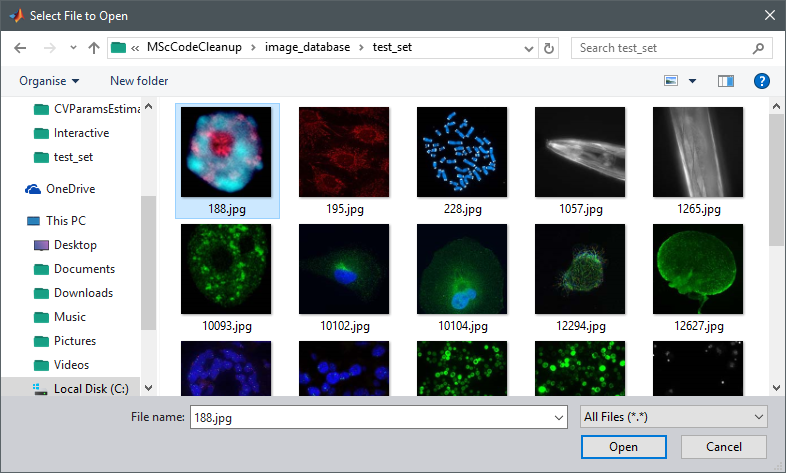 Select File to Open
« MScCodeCleanup > image_database > test_set
Search test_set
Organise
New folder
CVParamsEstima
Interactive
test_set
OneDrive
This PC
Desktop
Documents
Downloads
Music
Pictures
Videos
Local Disk (C:)
188.jpg 195.jpg 228.jpg 1057.jpg 1265.jpg
10093.jpg 10102.jpg 10104.jpg 12294.jpg 12627.jpg
File name: 188.jpg
All Files (*.*)
Open Cancel